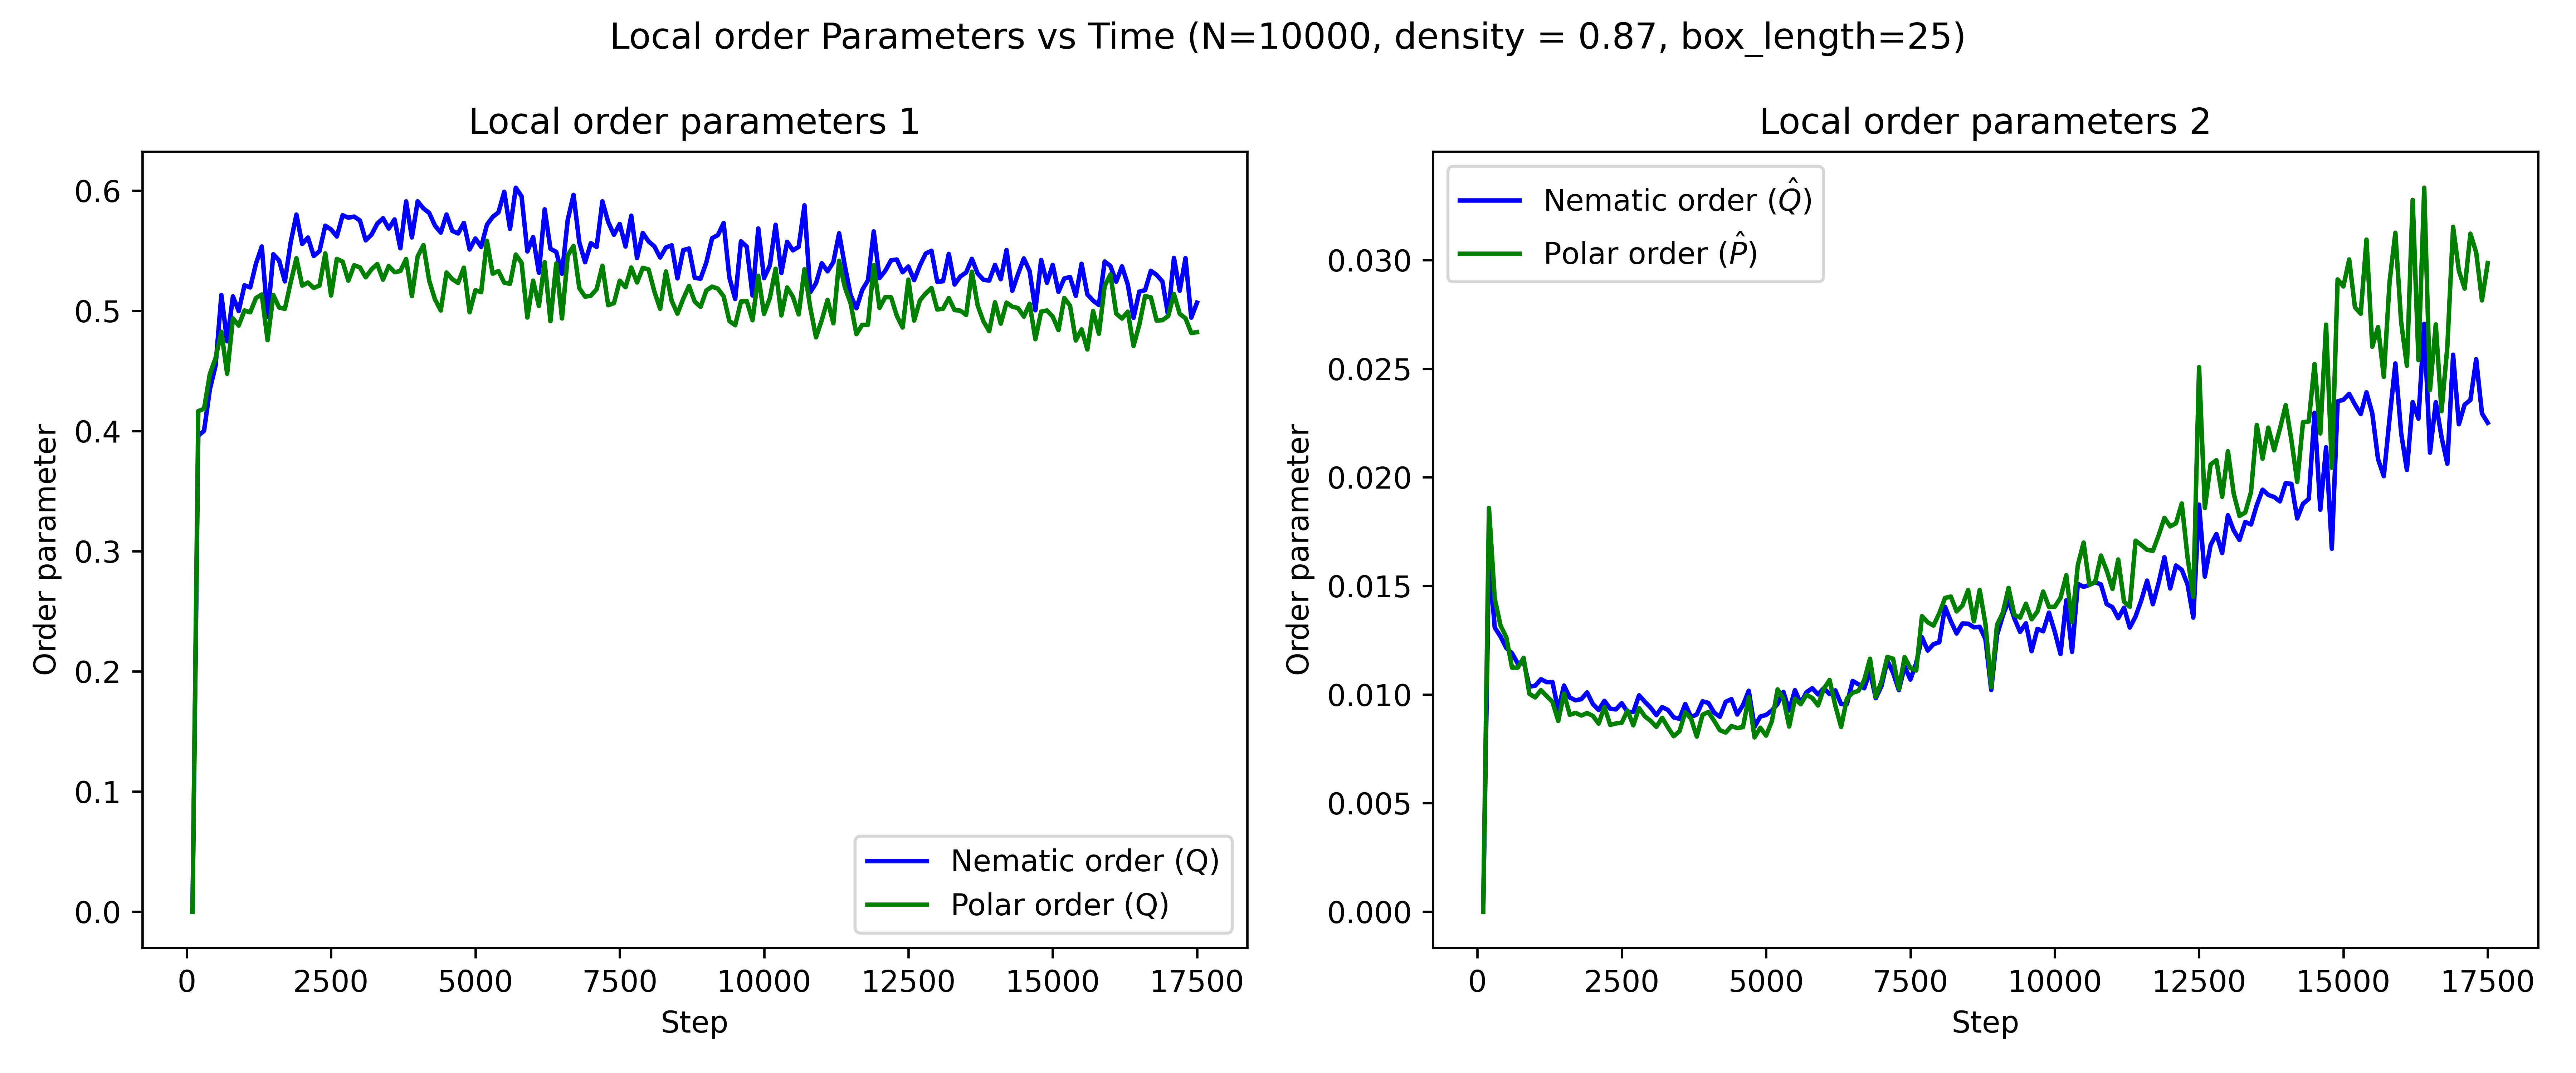 Local order Parameters vs Time (N=10000, density = 0.87, box_length=25)
Local order parameters 1
Order parameter
0.6
0.5
0.4
0.3
0.2
0.1
0.0
Nematic order (Q)
Polar order (Q)
0 2500 5000 7500 10000 12500 15000 17500
Step
Local order parameters 2
Order parameter
Nematic order (Q̂)
Polar order (P̂)
0.030
0.025
0.020
0.015
0.010
0.005
0.000
0 2500 5000 7500 10000 12500 15000 17500
Step